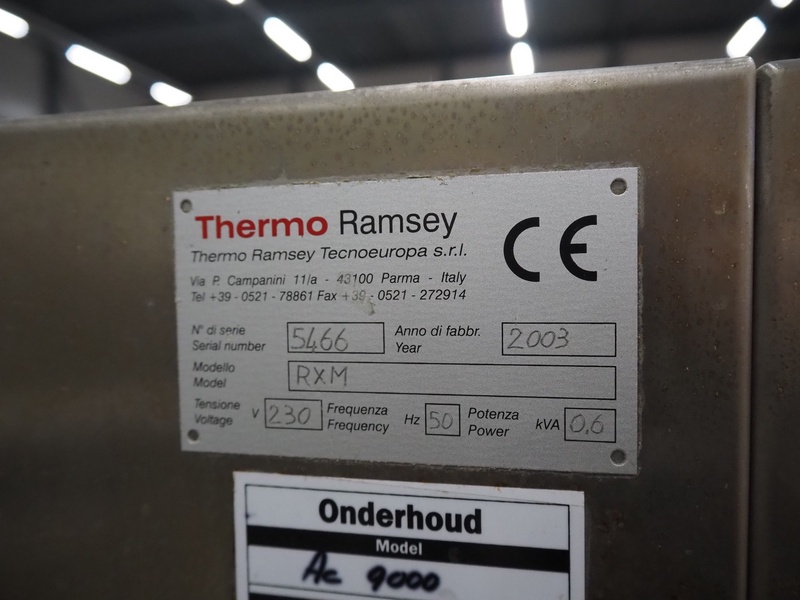 Thermo Ramsey
Thermo Ramsey Tecnoeuropa s.r.l.
CE
Via P. Campanini 11/a - 43100 Parma - Italy
Tel +39 - 0521 - 78861 Fax +39 - 0521 - 272914
N° di serie
Serial number
5466
Anno di fabbr.
Year
2003
Modello
Model
RXM
Tensione
Voltage
V
230
Frequenza
Frequency
Hz
50
Potenza
Power
kVA
0.6
Onderhoud
Model
Ac 9000